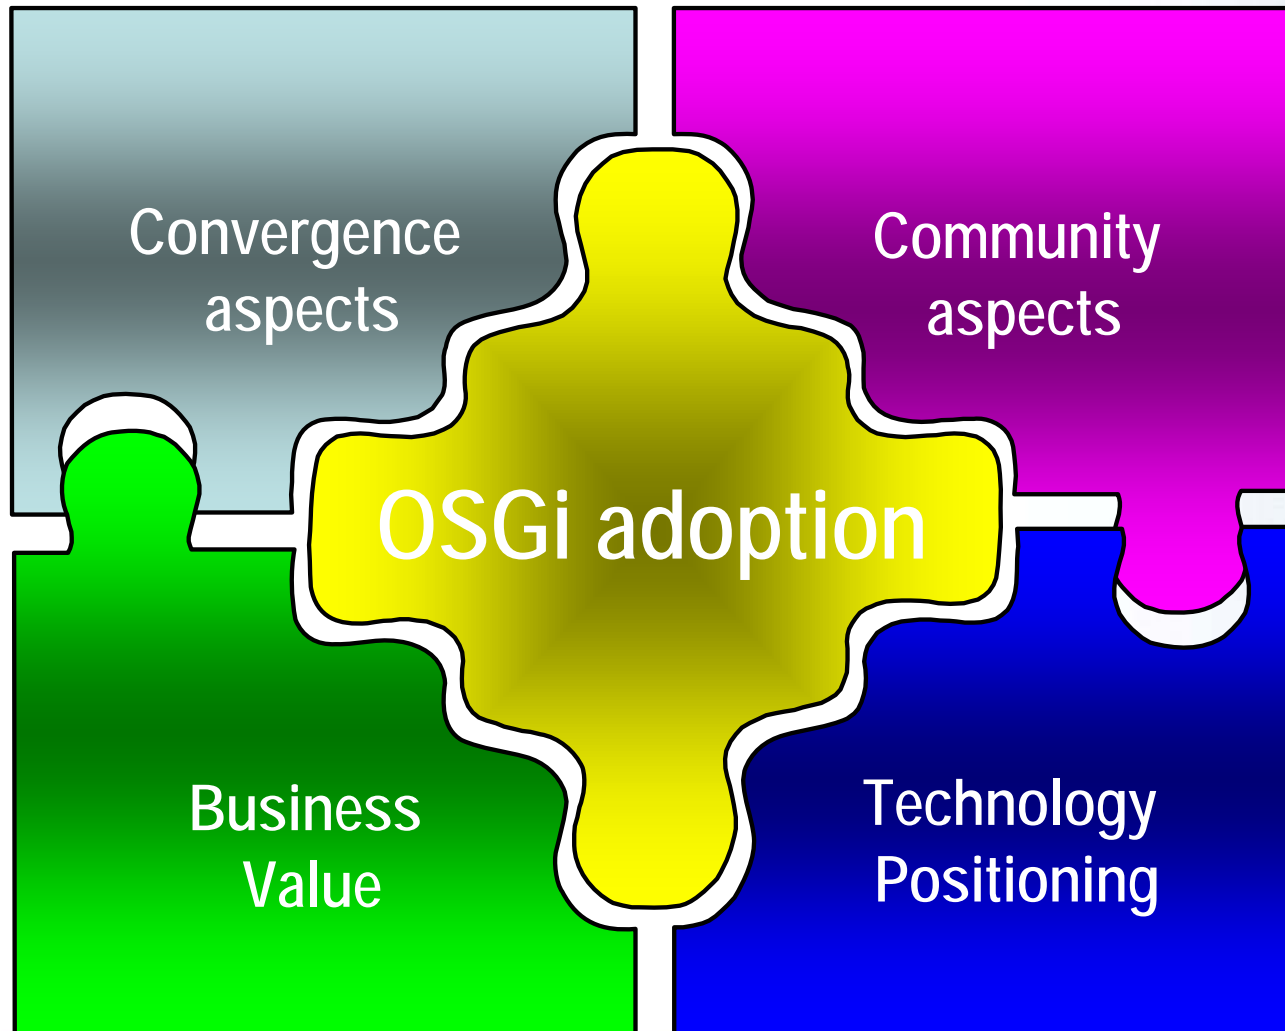 Convergence
aspects
Community
aspects
OSGi adoption
Business
Value
Technology
Positioning